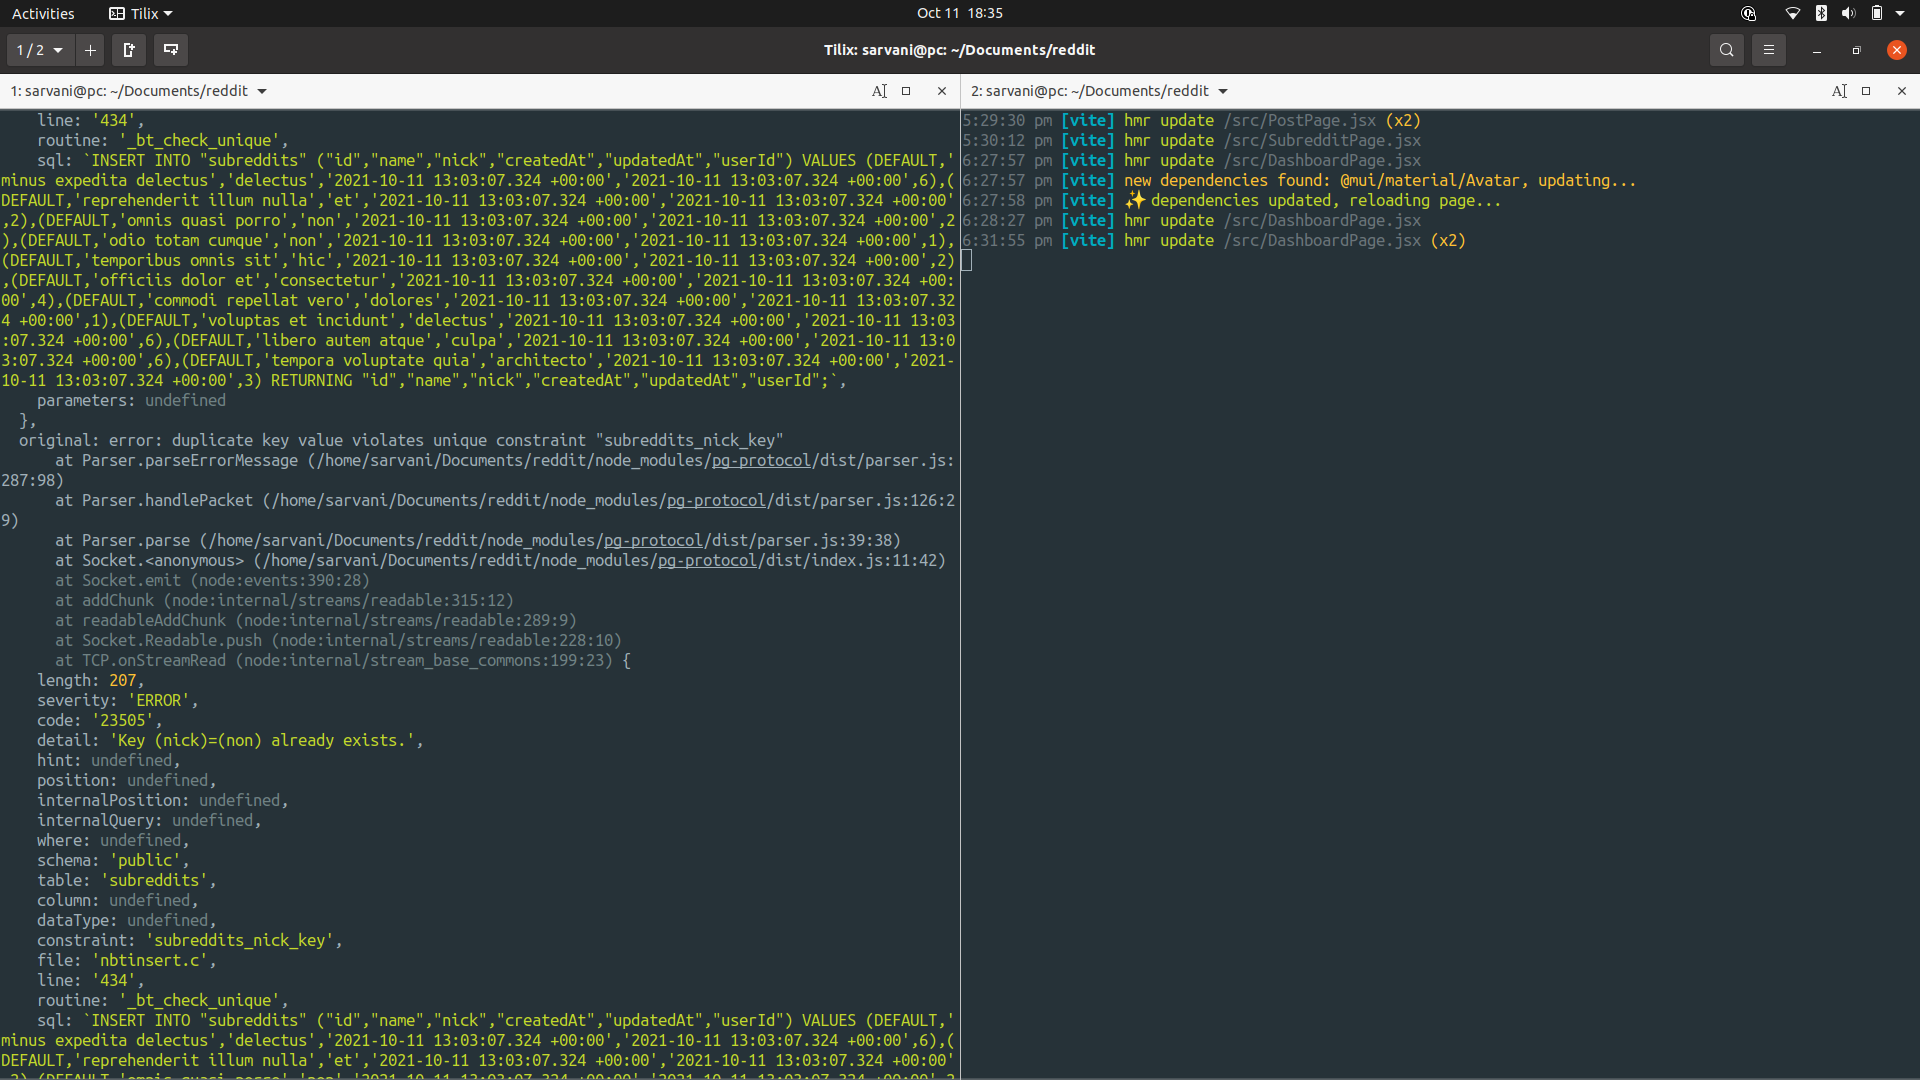 Activities
Tilix
Oct 11 18:35
1 / 2
Tilix: sarvani@pc: ~/Documents/reddit
1: sarvani@pc: ~/Documents/reddit
    line: '434',
    routine: '_bt_check_unique',
    sql: `INSERT INTO "subreddits" ("id","name","nick","createdAt","updatedAt","userId") VALUES (DEFAULT,'
minus expedita delectus','delectus','2021-10-11 13:03:07.324 +00:00','2021-10-11 13:03:07.324 +00:00',6),(
DEFAULT,'reprehenderit illum nulla','et','2021-10-11 13:03:07.324 +00:00','2021-10-11 13:03:07.324 +00:00'
,2),(DEFAULT,'omnis quasi porro','non','2021-10-11 13:03:07.324 +00:00','2021-10-11 13:03:07.324 +00:00',2
),(DEFAULT,'odio totam cumque','non','2021-10-11 13:03:07.324 +00:00','2021-10-11 13:03:07.324 +00:00',1),
(DEFAULT,'temporibus omnis sit','hic','2021-10-11 13:03:07.324 +00:00','2021-10-11 13:03:07.324 +00:00',2)
,(DEFAULT,'officiis dolor et','consectetur','2021-10-11 13:03:07.324 +00:00','2021-10-11 13:03:07.324 +00:
00',4),(DEFAULT,'commodi repellat vero','dolores','2021-10-11 13:03:07.324 +00:00','2021-10-11 13:03:07.32
4 +00:00',1),(DEFAULT,'voluptas et incidunt','delectus','2021-10-11 13:03:07.324 +00:00','2021-10-11 13:03
:07.324 +00:00',6),(DEFAULT,'libero autem atque','culpa','2021-10-11 13:03:07.324 +00:00','2021-10-11 13:0
3:07.324 +00:00',6),(DEFAULT,'tempora voluptate quia','architecto','2021-10-11 13:03:07.324 +00:00','2021-
10-11 13:03:07.324 +00:00',3) RETURNING "id","name","nick","createdAt","updatedAt","userId";`,
    parameters: undefined
  },
  original: error: duplicate key value violates unique constraint "subreddits_nick_key"
      at Parser.parseErrorMessage (/home/sarvani/Documents/reddit/node_modules/pg-protocol/dist/parser.js:
287:98)
      at Parser.handlePacket (/home/sarvani/Documents/reddit/node_modules/pg-protocol/dist/parser.js:126:2
9)
      at Parser.parse (/home/sarvani/Documents/reddit/node_modules/pg-protocol/dist/parser.js:39:38)
      at Socket.<anonymous> (/home/sarvani/Documents/reddit/node_modules/pg-protocol/dist/index.js:11:42)
      at Socket.emit (node:events:390:28)
      at addChunk (node:internal/streams/readable:315:12)
      at readableAddChunk (node:internal/streams/readable:289:9)
      at Socket.Readable.push (node:internal/streams/readable:228:10)
      at TCP.onStreamRead (node:internal/stream_base_commons:199:23) {
    length: 207,
    severity: 'ERROR',
    code: '23505',
    detail: 'Key (nick)=(non) already exists.',
    hint: undefined,
    position: undefined,
    internalPosition: undefined,
    internalQuery: undefined,
    where: undefined,
    schema: 'public',
    table: 'subreddits',
    column: undefined,
    dataType: undefined,
    constraint: 'subreddits_nick_key',
    file: 'nbtinsert.c',
    line: '434',
    routine: '_bt_check_unique',
    sql: `INSERT INTO "subreddits" ("id","name","nick","createdAt","updatedAt","userId") VALUES (DEFAULT,'
minus expedita delectus','delectus','2021-10-11 13:03:07.324 +00:00','2021-10-11 13:03:07.324 +00:00',6),(
DEFAULT,'reprehenderit illum nulla','et','2021-10-11 13:03:07.324 +00:00','2021-10-11 13:03:07.324 +00:00'
,2),(DEFAULT,'omnis quasi porro','non','2021-10-11 13:03:07.324 +00:00','2021-10-11 13:03:07.324 +00:00',2
2: sarvani@pc: ~/Documents/reddit
5:29:30 pm [vite] hmr update /src/PostPage.jsx (x2)
5:30:12 pm [vite] hmr update /src/SubredditPage.jsx
6:27:57 pm [vite] hmr update /src/DashboardPage.jsx
6:27:57 pm [vite] new dependencies found: @mui/material/Avatar, updating...
6:27:58 pm [vite] ✨ dependencies updated, reloading page...
6:28:27 pm [vite] hmr update /src/DashboardPage.jsx
6:31:55 pm [vite] hmr update /src/DashboardPage.jsx (x2)